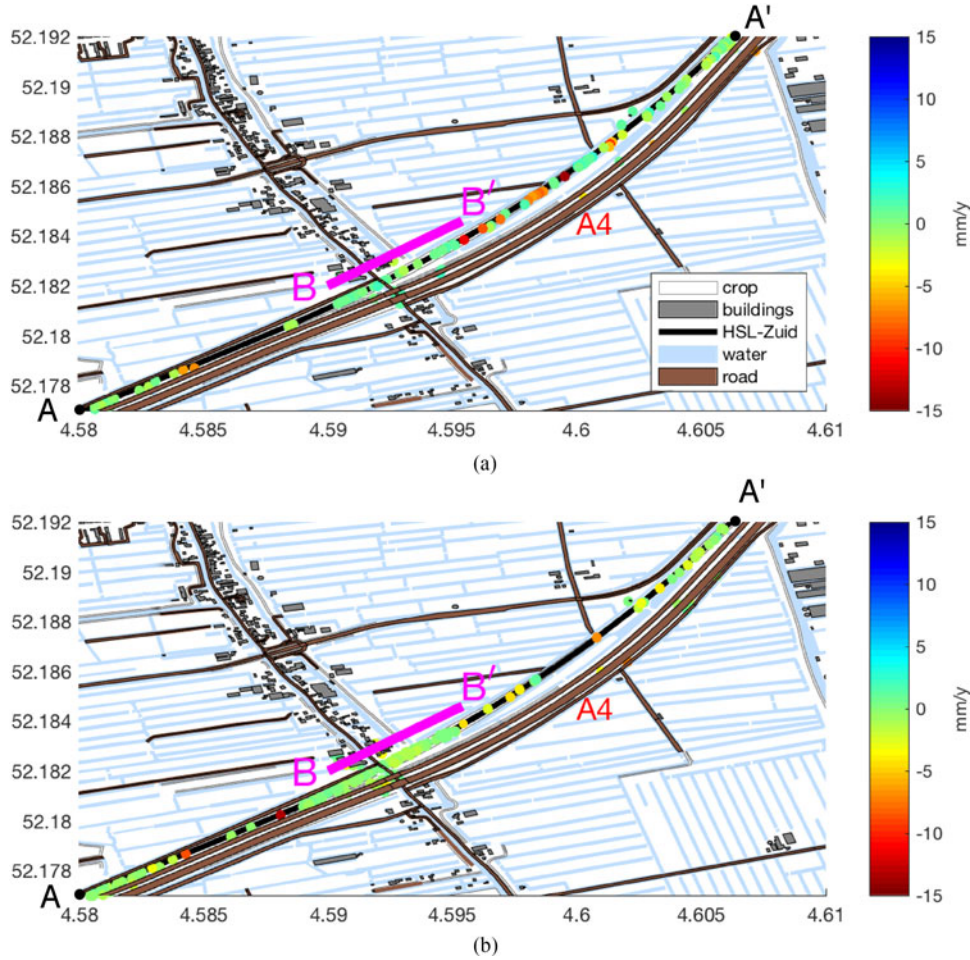 A'
52.192
52.19
52.188
52.186
52.184
52.182
52.18
52.178
B'
B
A4
A
crop
buildings
HSL-Zuid
water
road
4.58 4.585 4.59 4.595 4.6 4.605 4.61
15
10
5
0
-5
-10
-15
mm/y
(a)
A'
52.192
52.19
52.188
52.186
52.184
52.182
52.18
52.178
B'
B
A4
A
4.58 4.585 4.59 4.595 4.6 4.605 4.61
15
10
5
0
-5
-10
-15
mm/y
(b)